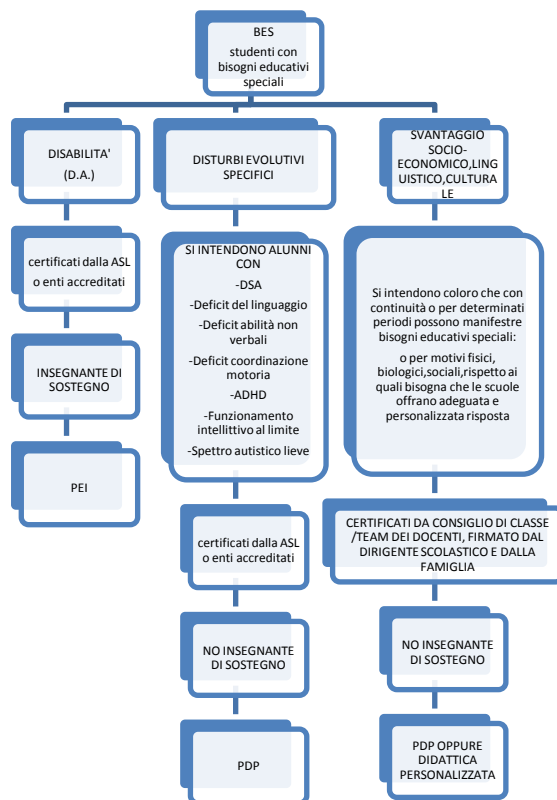 BES
studenti con
bisogni educativi
speciali
DISABILITA'
(D.A.)
certificati dalla ASL
o enti accreditati
INSEGNANTE DI
SOSTEGNO
PEI
DISTURBI EVOLUTIVI
SPECIFICI
SI INTENDONO ALUNNI
CON
-DSA
-Deficit del linguaggio
-Deficit abilità non
verbali
-Deficit coordinazione
motoria
-ADHD
-Funzionamento
intellittivo al limite
-Spettro autistico lieve
certificati dalla ASL
o enti accreditati
NO INSEGNANTE
DI SOSTEGNO
PDP
SVANTAGGIO
SOCIO-
ECONOMICO,LING
UISTICO,CULTURA
LE
Si intendono coloro che con
continuità o per determinati
periodi possono manifestre
bisogni educativi speciali:
o per motivi fisici,
biologici,sociali,rispetto ai
quali bisogna che le scuole
offrano adeguata e
personalizzata risposta
CERTIFICATI DA CONSIGLIO DI CLASSE
/TEAM DEI DOCENTI, FIRMATO DAL
DIRIGENTE SCOLASTICO E DALLA
FAMIGLIA
NO INSEGNANTE
DI SOSTEGNO
PDP OPPURE
DIDATTICA
PERSONALIZZATA